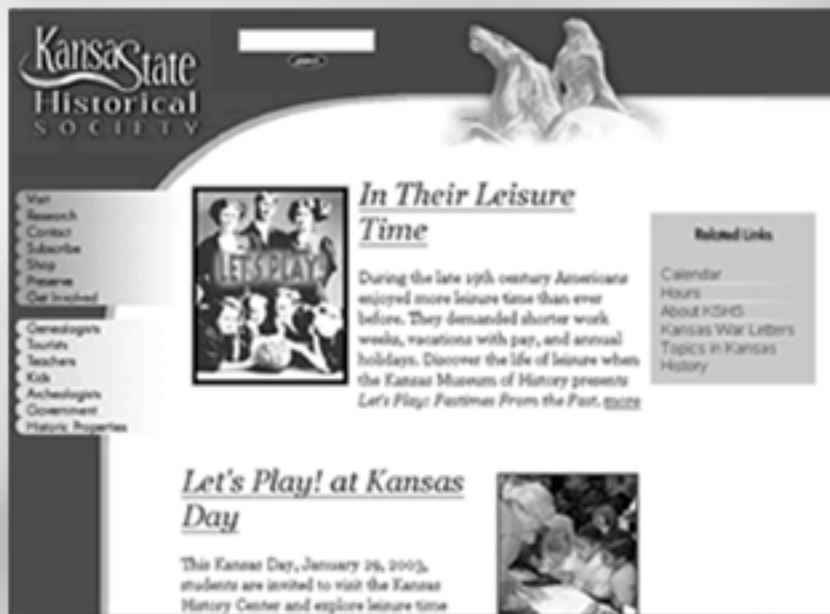 Kansas State
Historical
SOCIETY
Visit
Research
Contact
Subscribe
Shop
Preserve
Get Involved
Genealogists
Tourists
Teachers
Kids
Archeologists
Government
Historic Properties
LET'S PLAY!
In Their Leisure
Time
During the late 19th century Americans
enjoyed more leisure time than ever
before. They demanded shorter work
weeks, vacations with pay, and annual
holidays. Discover the life of leisure when
the Kansas Museum of History presents
Let's Play: Pastimes From the Past. more
Related Links
Calendar
Hours
About KSHS
Kansas War Letters
Topics in Kansas
History
Let's Play! at Kansas
Day
This Kansas Day, January 29, 2003,
students are invited to visit the Kansas
History Center and explore leisure time